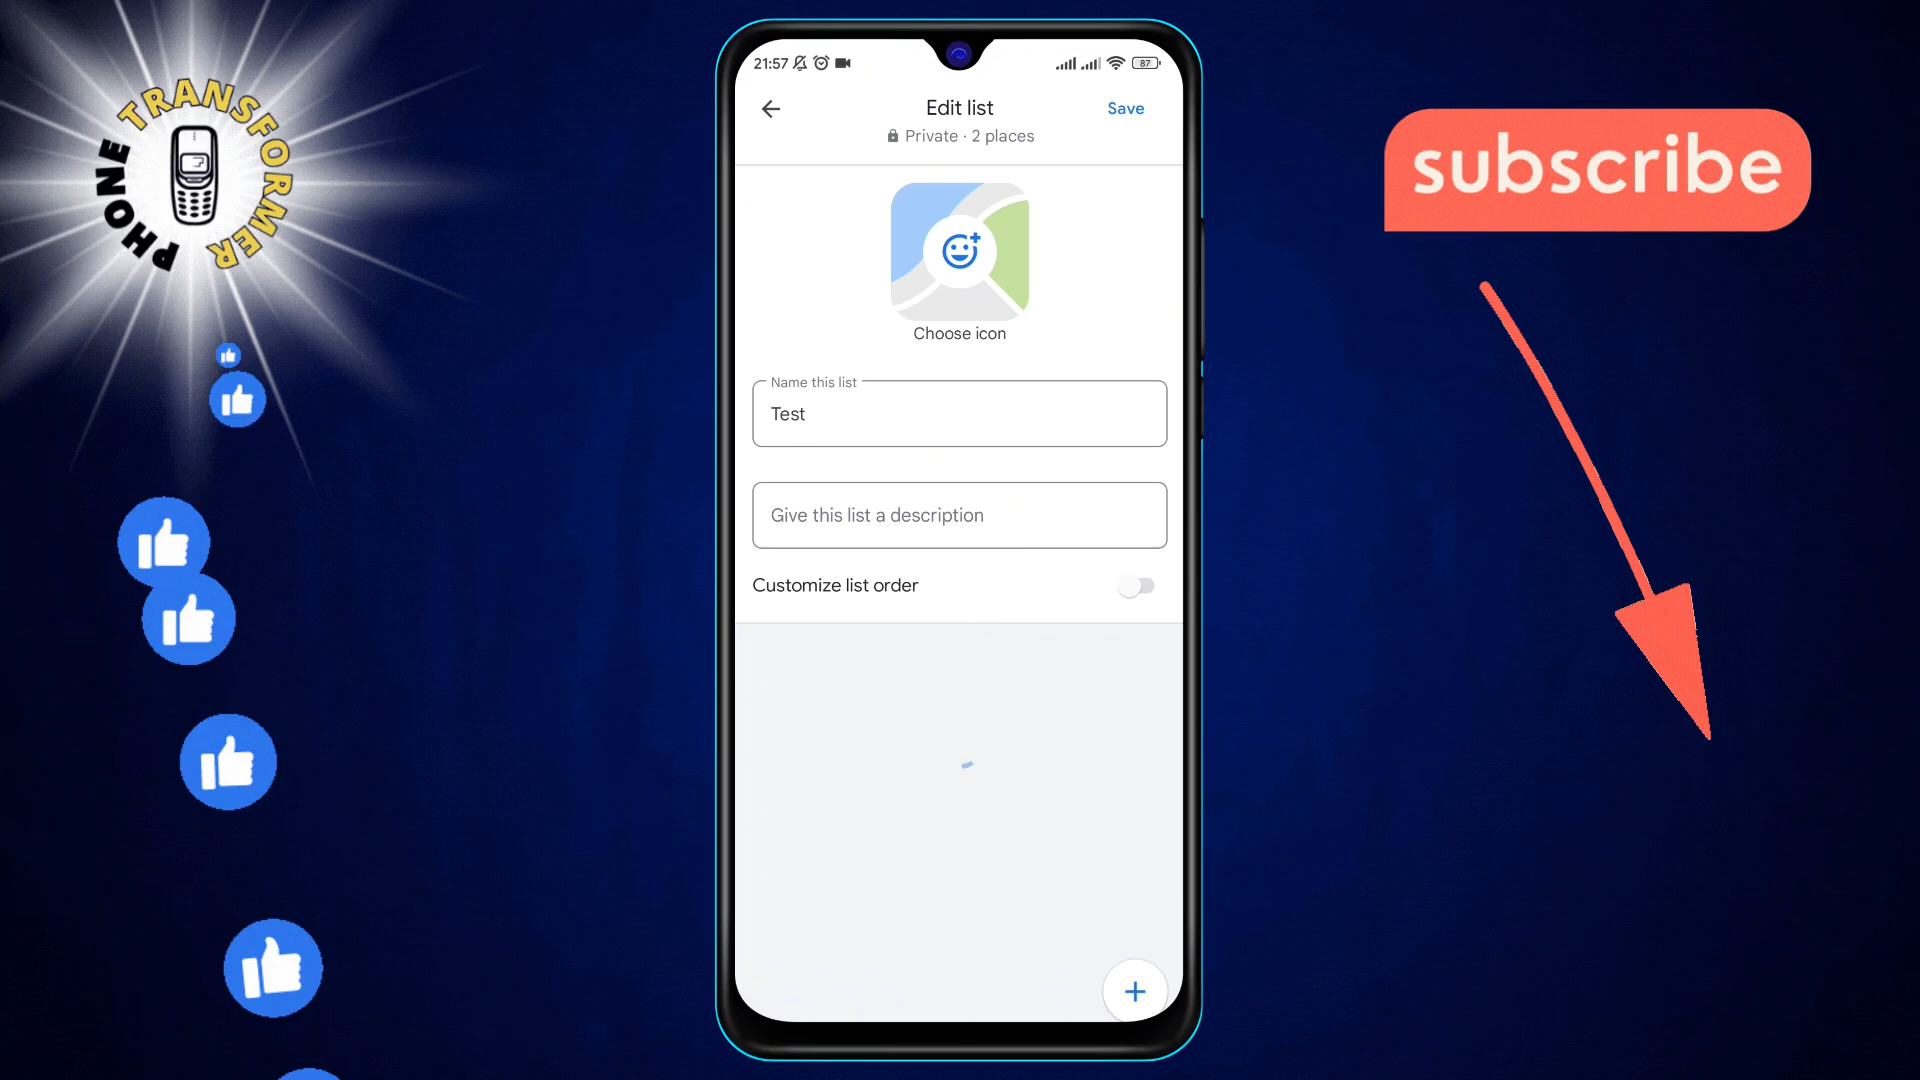 PHONE TRANSFORMER
21:57
87
Edit list
Save
Private · 2 places
subscribe
Choose icon
Name this list
Test
Give this list a description
Customize list order